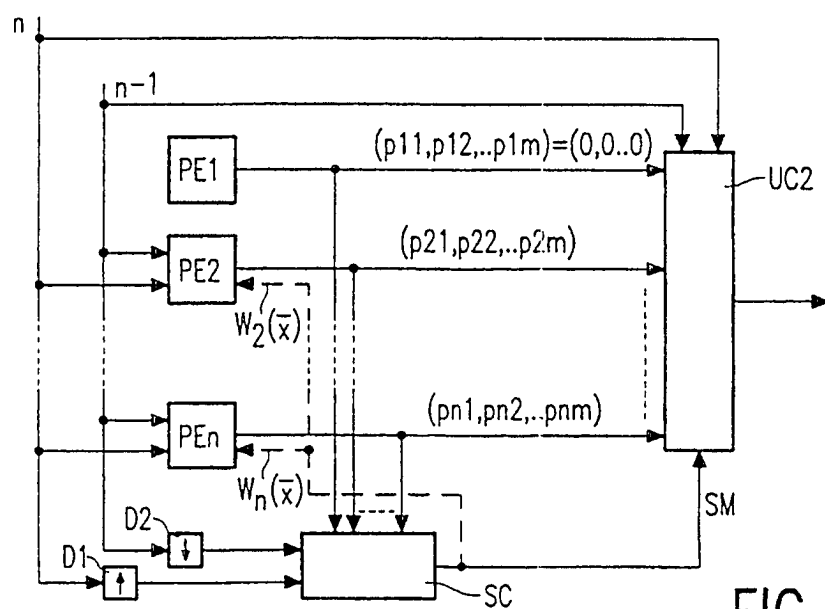 n
n-1
(p11,p12,..p1m)=(0,0..0)
PE1
UC2
(p21,p22,..p2m)
PE2
W2(x̄)
(pn1,pn2,..pnm)
PEn
Wn(x̄)
SM
D2
D1
SC
FIG